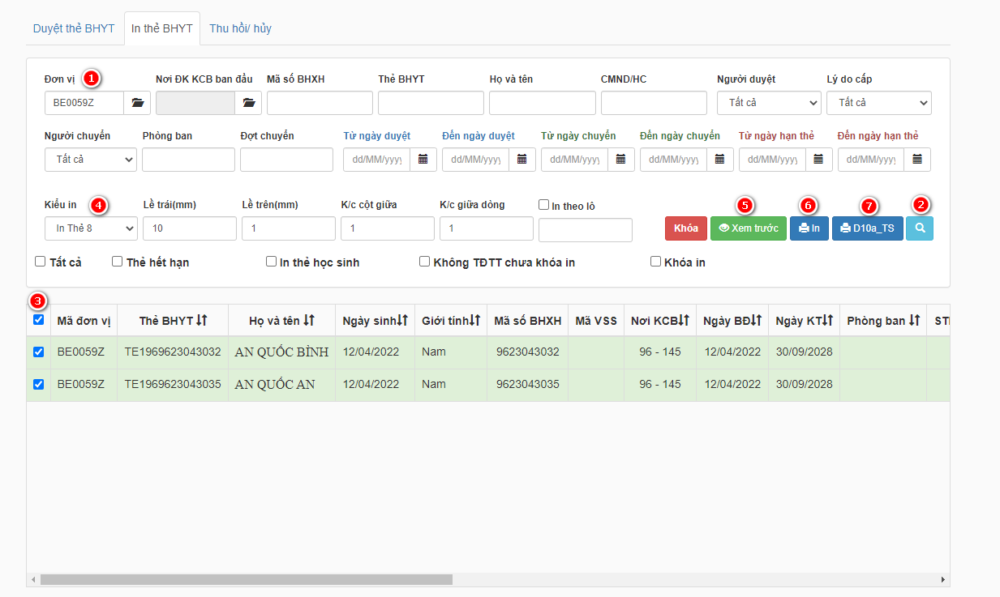 Duyệt thẻ BHYT In thẻ BHYT Thu hồi/ hủy
Đơn vị 1 Nơi ĐK KCB ban đầu Mã số BHXH Thẻ BHYT Họ và tên CMND/HC Người duyệt Lý do cấp
BE0059Z Tất cả Tất cả
Người chuyển Phòng ban Đợt chuyển Từ ngày duyệt Đến ngày duyệt Từ ngày chuyển Đến ngày chuyển Từ ngày hạn thẻ Đến ngày hạn thẻ
Tất cả dd/MM/yyyy dd/MM/yyyy dd/MM/yyyy dd/MM/yyyy dd/MM/yyyy dd/MM/yyyy
Kiểu in 4 Lề trái(mm) Lề trên(mm) K/c cột giữa K/c giữa dòng In theo lô 5 6 7 2
In Thẻ 8 10 1 1 1 Khóa Xem trước In D10a_TS
Tất cả Thẻ hết hạn In thẻ học sinh Không TĐTT chưa khóa in Khóa in
3
Mã đơn vị Thẻ BHYT Họ và tên Ngày sinh Giới tính Mã số BHXH Mã VSS Nơi KCB Ngày BĐ Ngày KT Phòng ban
BE0059Z TE1969623043032 AN QUỐC BÌNH 12/04/2022 Nam 9623043032 96 - 145 12/04/2022 30/09/2028
BE0059Z TE1969623043035 AN QUỐC AN 12/04/2022 Nam 9623043035 96 - 145 12/04/2022 30/09/2028